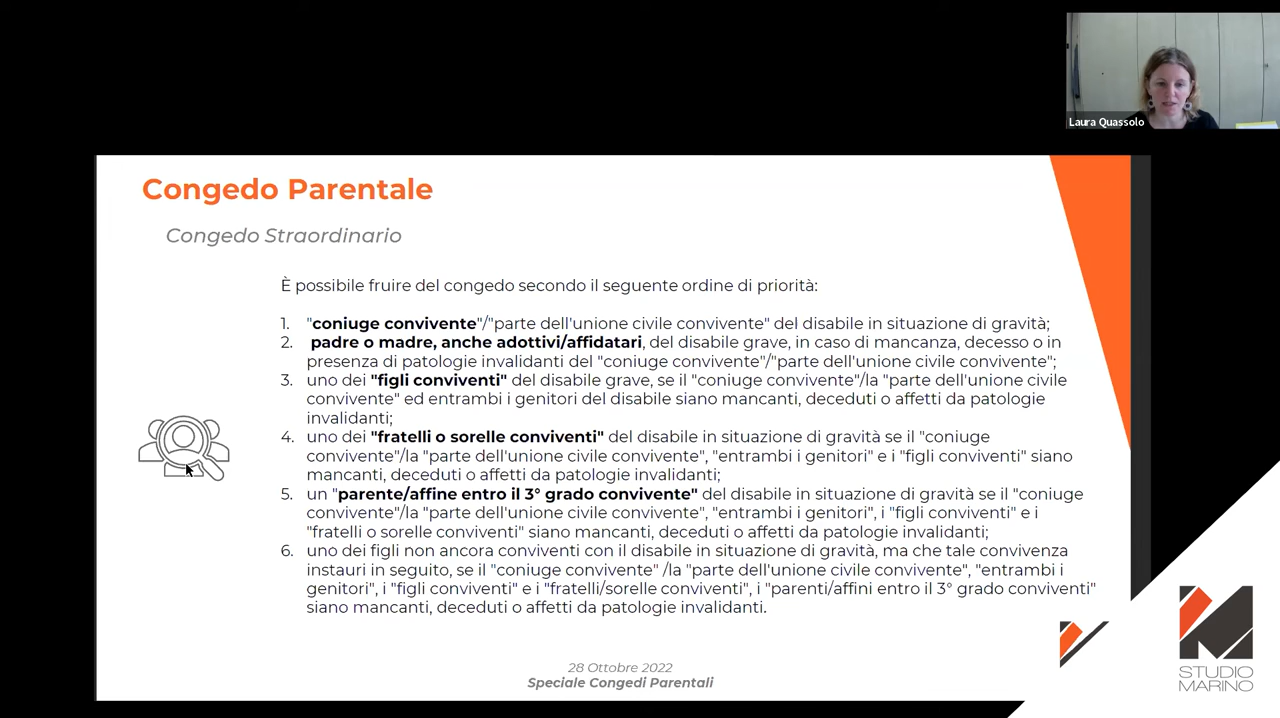 Laura Quassolo
Congedo Parentale
Congedo Straordinario
È possibile fruire del congedo secondo il seguente ordine di priorità:
1. "coniuge convivente"/"parte dell'unione civile convivente" del disabile in situazione di gravità;
2. padre o madre, anche adottivi/affidatari, del disabile grave, in caso di mancanza, decesso o in
presenza di patologie invalidanti del "coniuge convivente"/"parte dell'unione civile convivente";
3. uno dei "figli conviventi" del disabile grave, se il "coniuge convivente"/la "parte dell'unione civile
convivente" ed entrambi i genitori del disabile siano mancanti, deceduti o affetti da patologie
invalidanti;
4. uno dei "fratelli o sorelle conviventi" del disabile in situazione di gravità se il "coniuge
convivente"/la "parte dell'unione civile convivente", "entrambi i genitori" e i "figli conviventi" siano
mancanti, deceduti o affetti da patologie invalidanti;
5. un "parente/affine entro il 3° grado convivente" del disabile in situazione di gravità se il "coniuge
convivente"/la "parte dell'unione civile convivente", "entrambi i genitori", i "figli conviventi" e i
"fratelli o sorelle conviventi" siano mancanti, deceduti o affetti da patologie invalidanti;
6. uno dei figli non ancora conviventi con il disabile in situazione di gravità, ma che tale convivenza
instauri in seguito, se il "coniuge convivente" /la "parte dell'unione civile convivente", "entrambi i
genitori", i "figli conviventi" e i "fratelli/sorelle conviventi", i "parenti/affini entro il 3° grado conviventi"
siano mancanti, deceduti o affetti da patologie invalidanti.
28 Ottobre 2022
Speciale Congedi Parentali
STUDIO
MARINO